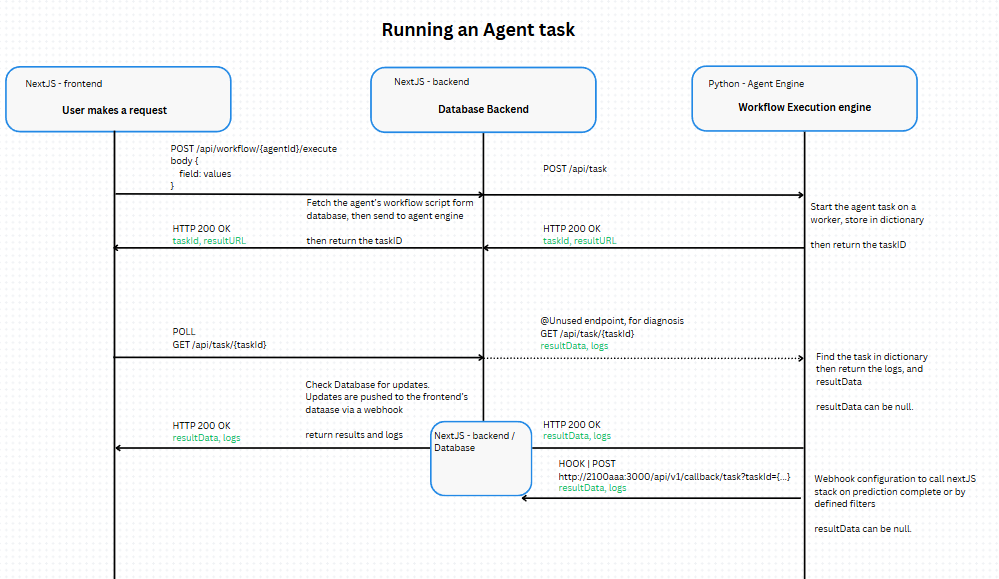 Running an Agent task
NextJS - frontend
User makes a request
NextJS - backend
Database Backend
Python - Agent Engine
Workflow Execution engine
POST /api/workflow/{agentId}/execute
body {
field: values
}
POST /api/task
Fetch the agent's workflow script form
database, then send to agent engine
then return the taskID
Start the agent task on a
worker, store in dictionary
then return the taskID
HTTP 200 OK
taskId, resultURL
HTTP 200 OK
taskId, resultURL
POLL
GET /api/task/{taskId}
@Unused endpoint, for diagnosis
GET /api/task/{taskId}
resultData, logs
Find the task in dictionary
then return the logs, and
resultData
resultData can be null.
Check Database for updates.
Updates are pushed to the frontend's
dataase via a webhook
return results and logs
HTTP 200 OK
resultData, logs
NextJS - backend /
Database
HTTP 200 OK
resultData, logs
HOOK | POST
http://2100aaa:3000/api/v1/callback/task?taskId={...}
resultData, logs
Webhook configuration to call nextJS
stack on prediction complete or by
defined filters
resultData can be null.